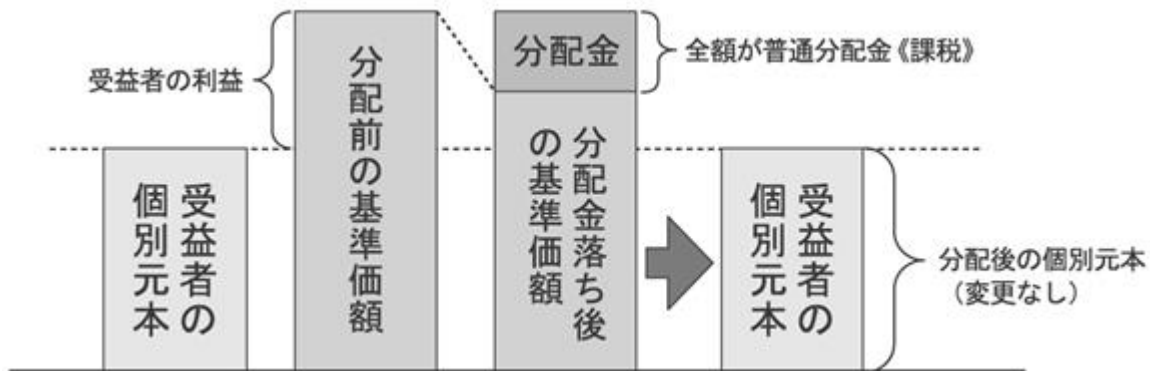 受益者の利益
受益者の
個別元本
分配前の基準価額
分配金
全額が普通分配金《課税》
分配金落ち後
の基準価額
受益者の
個別元本
分配後の個別元本
（変更なし）